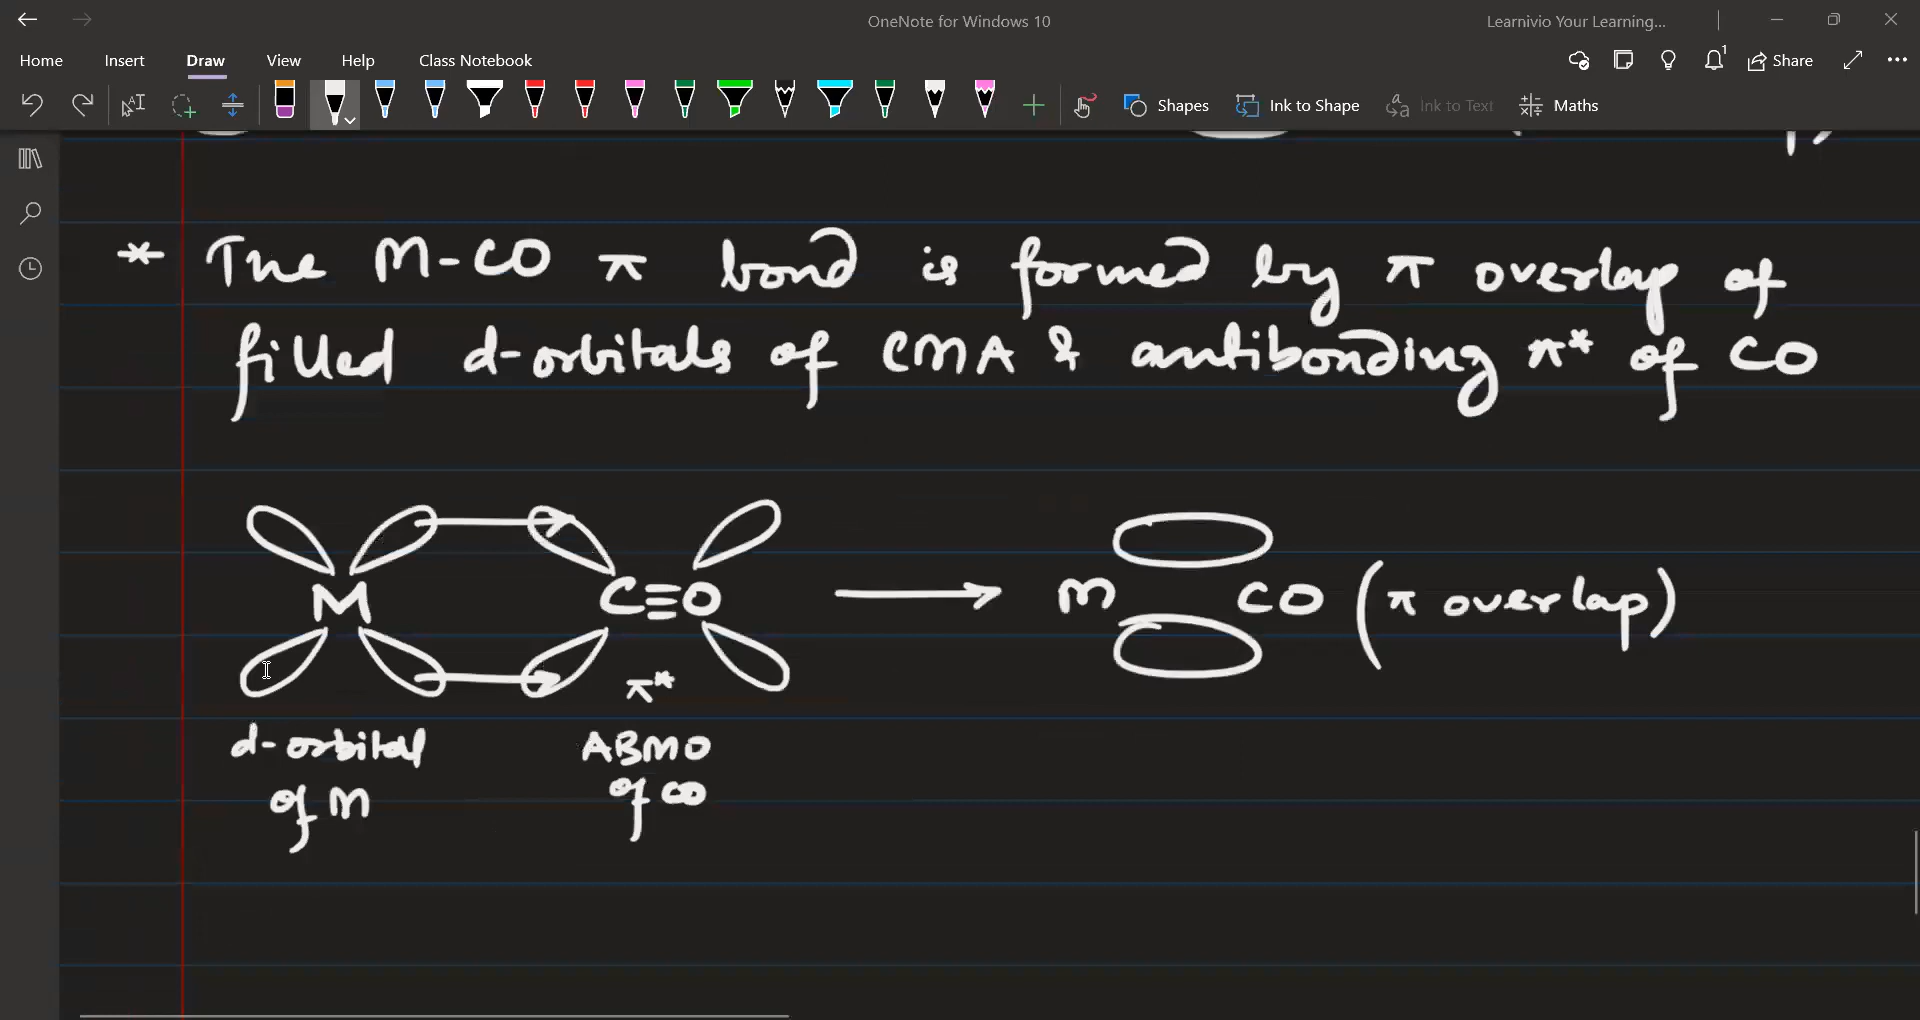 OneNote for Windows 10
Learnivio Your Learning...
Home Insert Draw View Help Class Notebook
1
Share
Shapes Ink to Shape Ink to Text Maths
* The M-CO π bond is formed by π overlap of
filled d-orbitals of CMA & antibonding π* of CO
M C≡O → M CO (π overlap)
π*
d-orbital ABMO
of M of CO